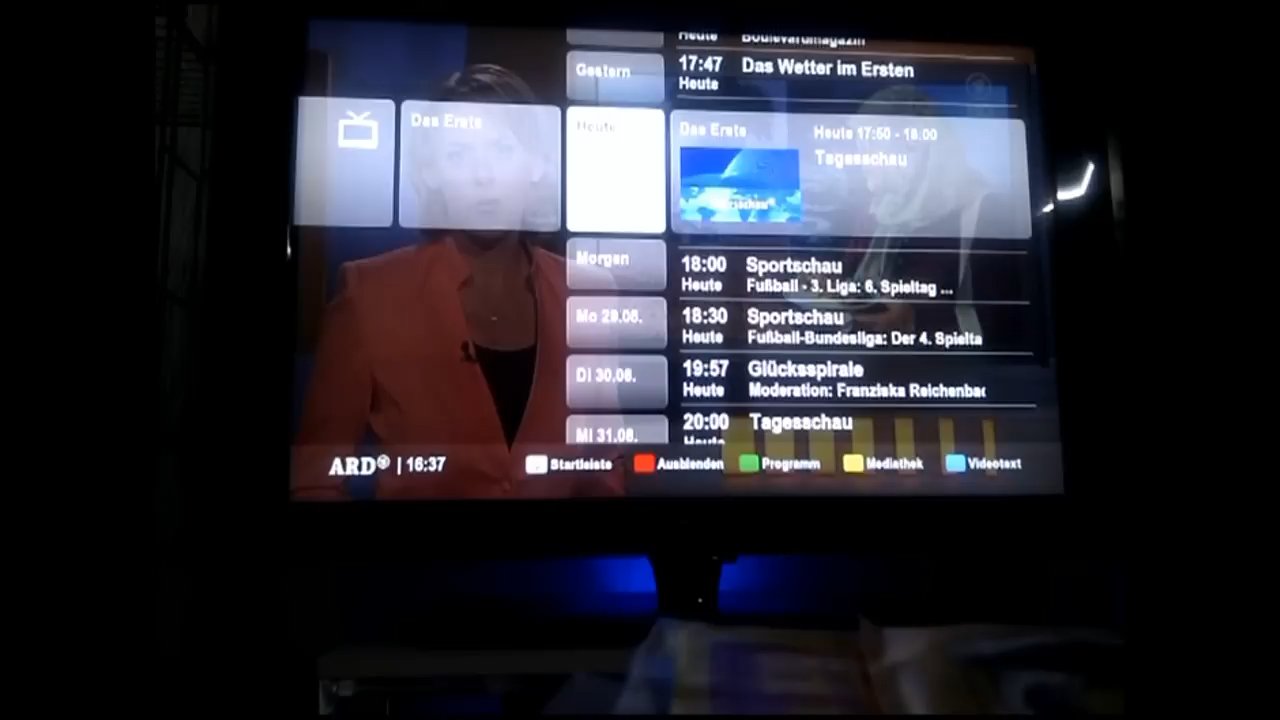 Heute Boulevardmagazin
17:47 Das Wetter im Ersten
Heute
Gestern
Das Erste
Heute
Das Erste
Heute 17:50 - 18:00
Tagesschau
Morgen
18:00 Sportschau
Heute Fußball - 3. Liga: 6. Spieltag ...
Mo 29.08.
18:30 Sportschau
Heute Fußball-Bundesliga: Der 4. Spielta
Di 30.08.
19:57 Glücksspirale
Heute Moderation: Franziska Reichenbac
Mi 31.08.
20:00 Tagesschau
Heute
ARD | 16:37
Startleiste
Ausblenden
Programm
Mediathek
Videotext